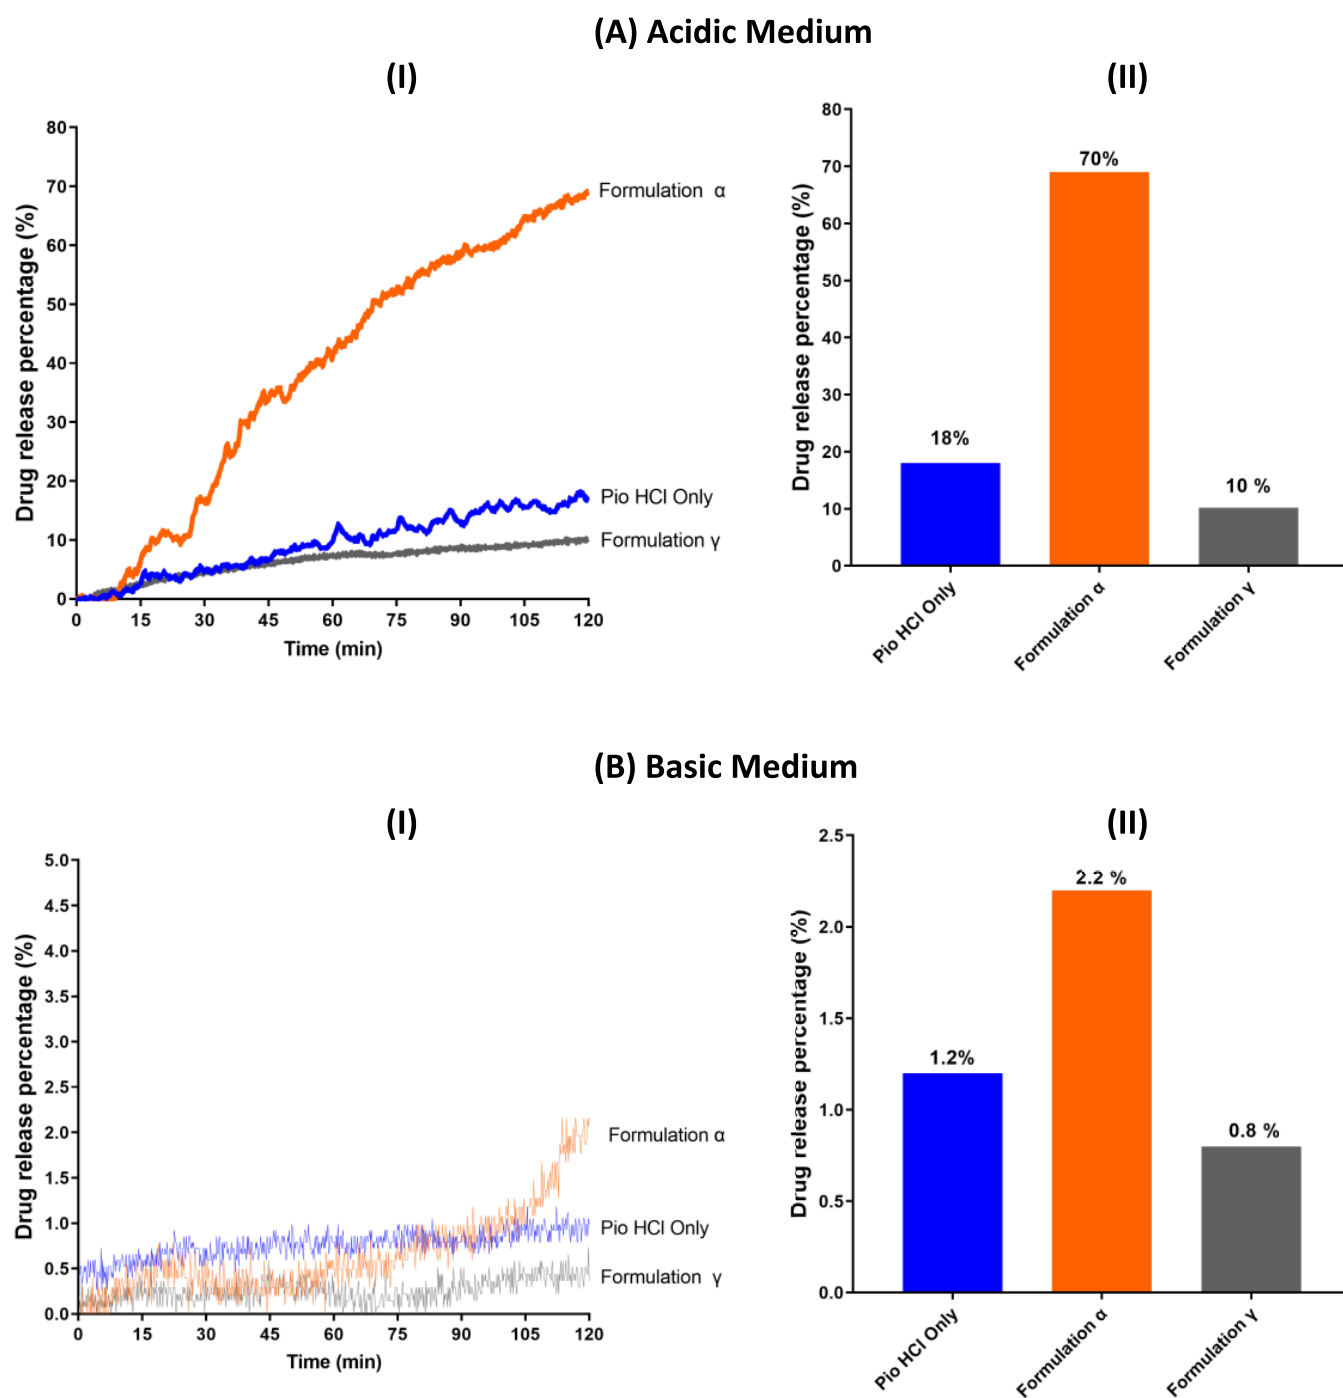 (A) Acidic Medium
(I)
Drug release percentage (%)
80
70
60
50
40
30
20
10
0
0 15 30 45 60 75 90 105 120
Time (min)
Formulation α
Pio HCl Only
Formulation γ
(II)
Drug release percentage (%)
80
70
60
50
40
30
20
10
0
18%
70%
10 %
Pio HCl Only
Formulation α
Formulation γ
(B) Basic Medium
(I)
Drug release percentage (%)
5.0
4.5
4.0
3.5
3.0
2.5
2.0
1.5
1.0
0.5
0.0
0 15 30 45 60 75 90 105 120
Time (min)
Formulation α
Pio HCl Only
Formulation γ
(II)
Drug release percentage (%)
2.5
2.0
1.5
1.0
0.5
0.0
1.2%
2.2 %
0.8 %
Pio HCl Only
Formulation α
Formulation γ